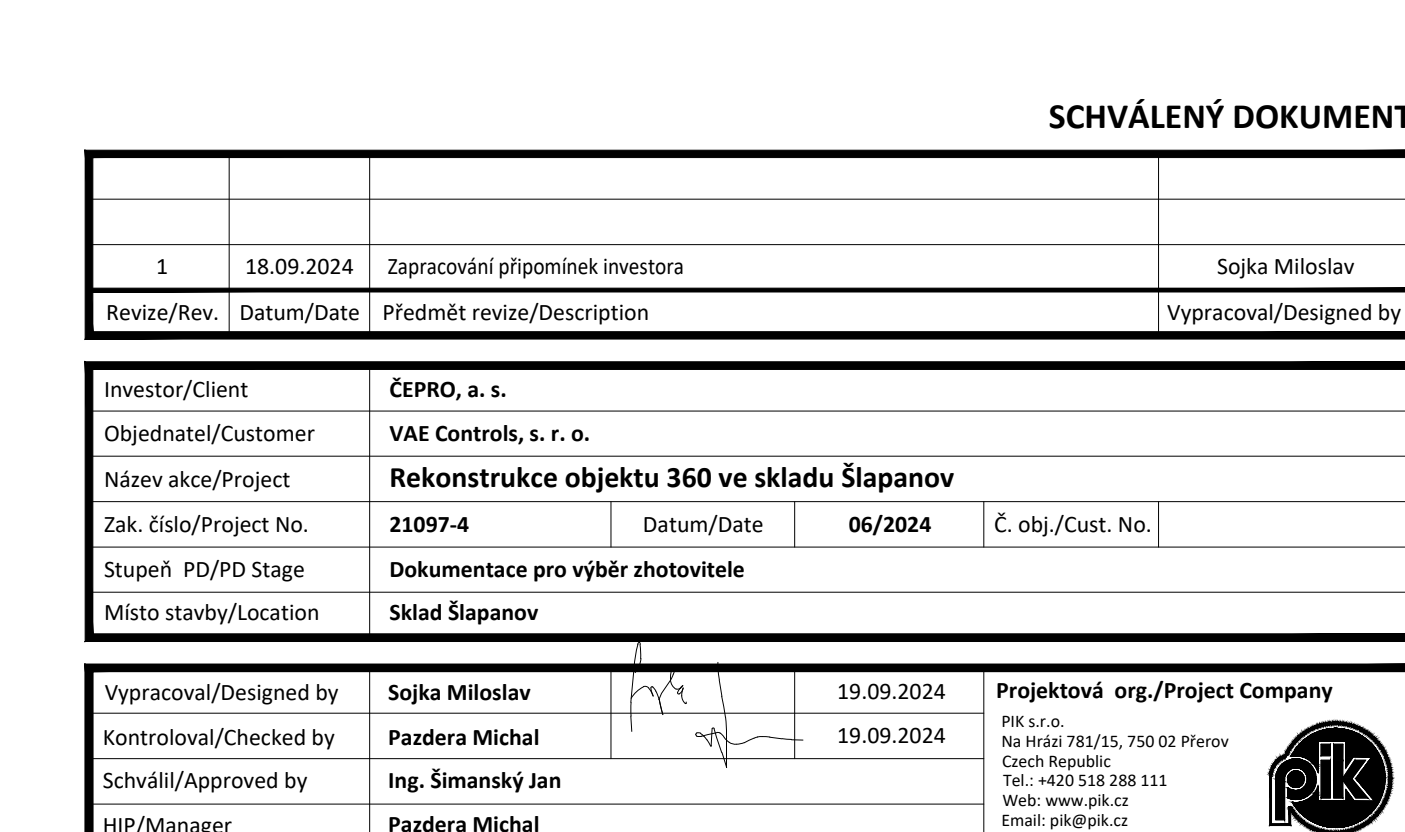 SCHVÁLENÝ DOKUMENT
1 18.09.2024 Zapracování připomínek investora Sojka Miloslav
Revize/Rev. Datum/Date Předmět revize/Description Vypracoval/Designed by
Investor/Client ČEPRO, a. s.
Objednatel/Customer VAE Controls, s. r. o.
Název akce/Project Rekonstrukce objektu 360 ve skladu Šlapanov
Zak. číslo/Project No. 21097-4 Datum/Date 06/2024 Č. obj./Cust. No.
Stupeň PD/PD Stage Dokumentace pro výběr zhotovitele
Místo stavby/Location Sklad Šlapanov
Vypracoval/Designed by Sojka Miloslav 19.09.2024
Kontroloval/Checked by Pazdera Michal 19.09.2024
Schválil/Approved by Ing. Šimanský Jan
HIP/Manager Pazdera Michal
Projektová org./Project Company
PIK s.r.o.
Na Hrázi 781/15, 750 02 Přerov
Czech Republic
Tel.: +420 518 288 111
Web: www.pik.cz
Email: pik@pik.cz
pik